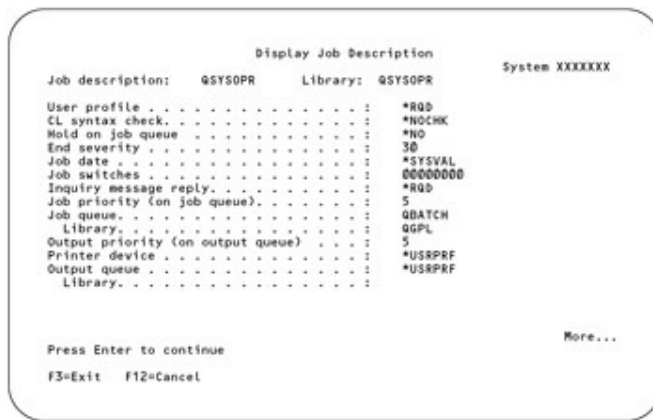 Display Job Description
System XXXXXXX
Job description: QSYSOPR Library: QSYSOPR
User profile . . . . . . . . . . . . . . : *RQD
CL syntax check. . . . . . . . . . . . . : *NOCHK
Hold on job queue . . . . . . . . . . . : *NO
End severity . . . . . . . . . . . . . . : 30
Job date . . . . . . . . . . . . . . . . : *SYSVAL
Job switches . . . . . . . . . . . . . . : 00000000
Inquiry message reply. . . . . . . . . . : *RQD
Job priority (on job queue). . . . . . . : 5
Job queue. . . . . . . . . . . . . . . . : QBATCH
Library. . . . . . . . . . . . . . . . : QGPL
Output priority (on output queue) . . . : 5
Printer device . . . . . . . . . . . . . : *USRPRF
Output queue . . . . . . . . . . . . . . : *USRPRF
Library. . . . . . . . . . . . . . . . :
More...
Press Enter to continue
F3=Exit F12=Cancel